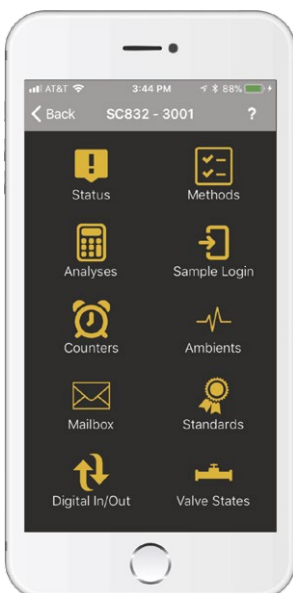 AT&T 3:44 PM 88%
Back SC832 - 3001 ?
Status Methods
Analyses Sample Login
Counters Ambients
Mailbox Standards
Digital In/Out Valve States